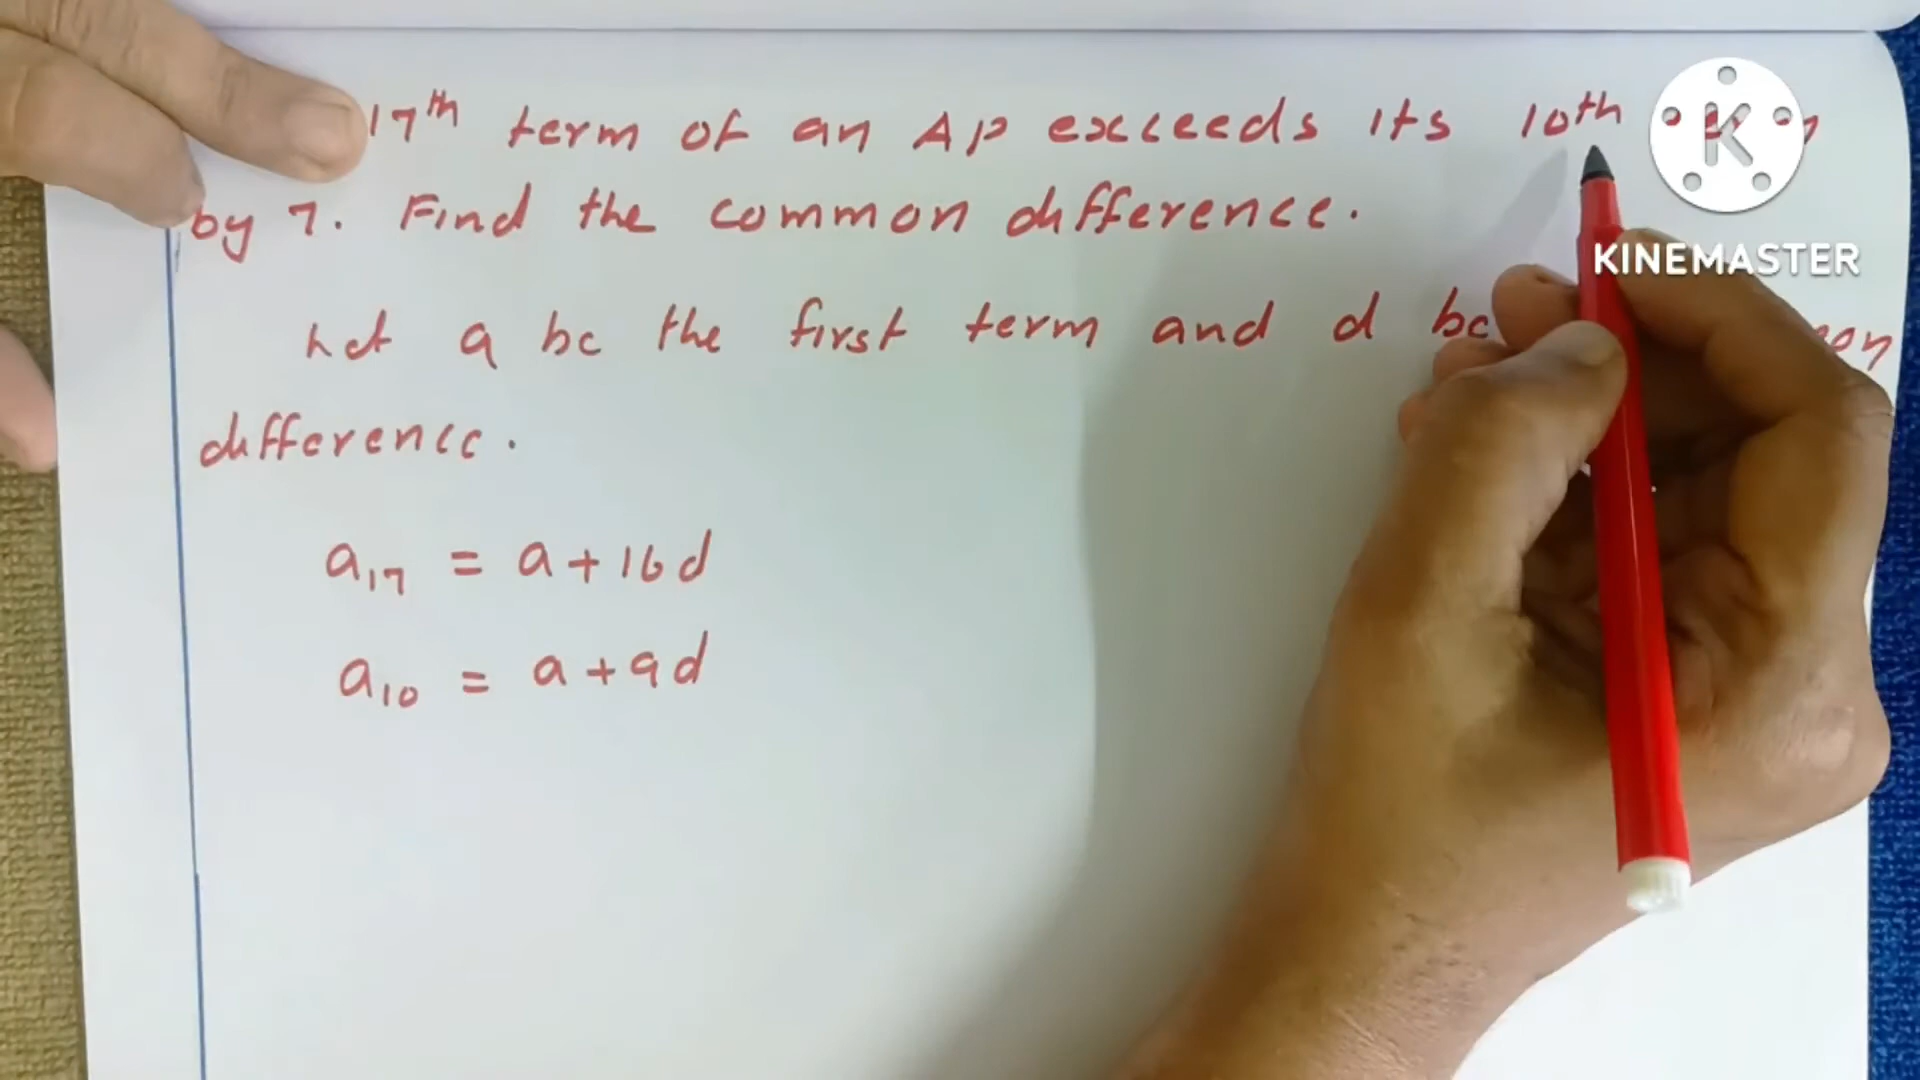 17th term of an AP exceeds its 10th
by 7. Find the common difference.
Let a be the first term and d be
difference.
a17 = a + 16d
a10 = a + 9d
K
KINEMASTER